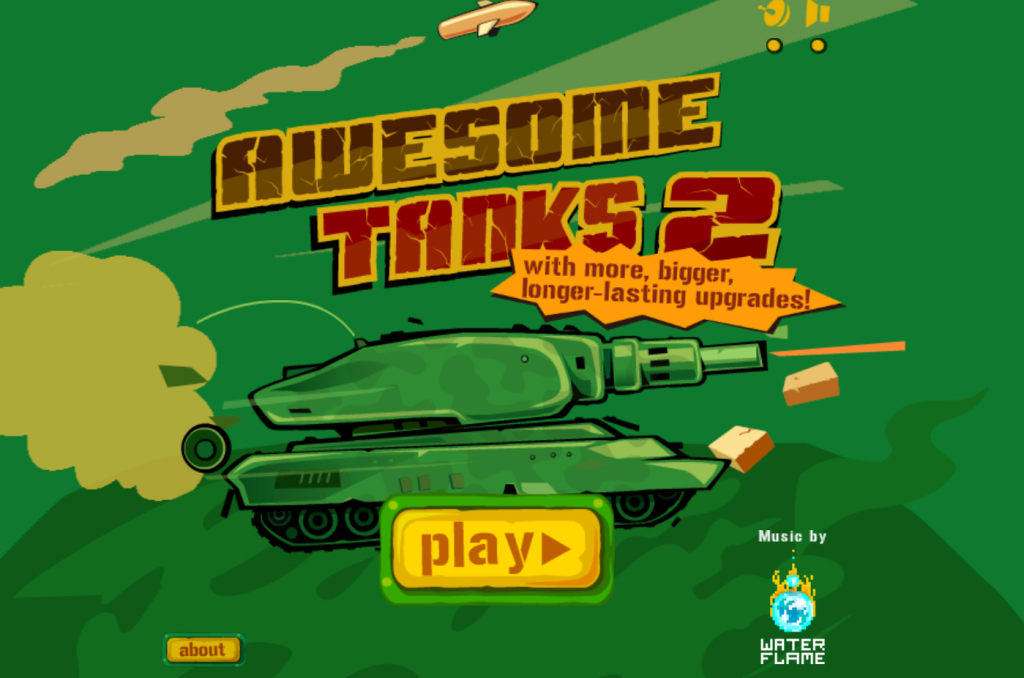 AWESOME
TANKS 2
with more, bigger,
longer-lasting upgrades!
play
Music by
WATER
FLAME
about